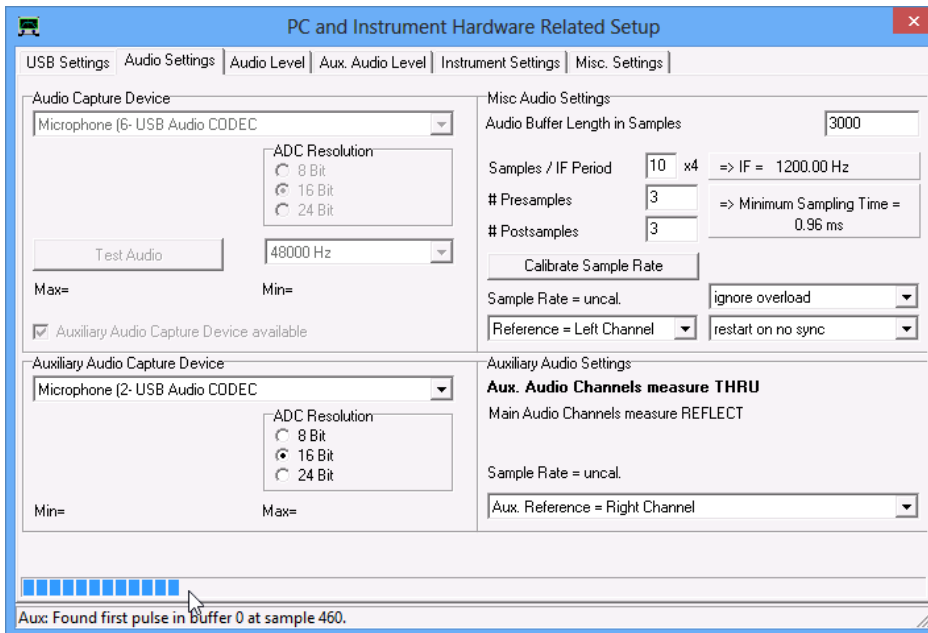 PC and Instrument Hardware Related Setup
USB Settings Audio Settings Audio Level Aux. Audio Level Instrument Settings Misc. Settings
Audio Capture Device
Microphone (6- USB Audio CODEC
ADC Resolution
8 Bit
16 Bit
24 Bit
Test Audio
48000 Hz
Max=
Min=
Auxiliary Audio Capture Device available
Misc Audio Settings
Audio Buffer Length in Samples 3000
Samples / IF Period 10 x4 => IF = 1200.00 Hz
# Presamples 3
=> Minimum Sampling Time =
0.96 ms
# Postsamples 3
Calibrate Sample Rate
Sample Rate = uncal.
ignore overload
Reference = Left Channel
restart on no sync
Auxiliary Audio Capture Device
Microphone (2- USB Audio CODEC
ADC Resolution
8 Bit
16 Bit
24 Bit
Min=
Max=
Auxiliary Audio Settings
Aux. Audio Channels measure THRU
Main Audio Channels measure REFLECT
Sample Rate = uncal.
Aux. Reference = Right Channel
Aux: Found first pulse in buffer 0 at sample 460.